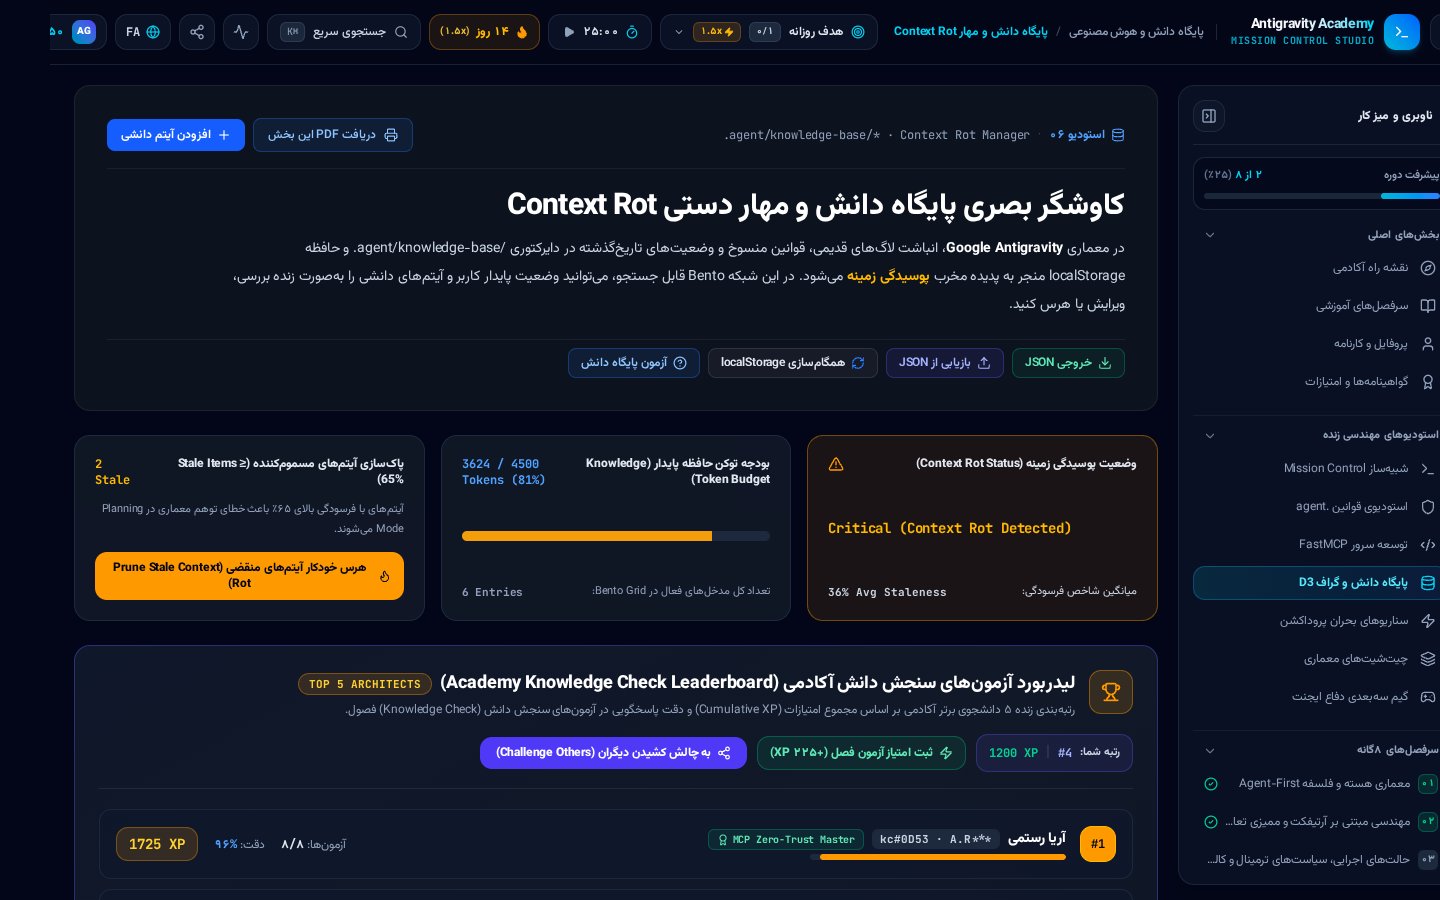 Antigravity Academy
MISSION CONTROL STUDIO
پایگاه دانش و هوش مصنوعی / پایگاه دانش و مهار Context Rot
هدف روزانه ۰/۱ ۱.۵x
۲۵:۰۰
۱۴ روز (۱.۵x)
جستجوی سریع ⌘K
FA
AG
ناوبری و میز کار
پیشرفت دوره
۲ از ۸ (۲۵٪)
بخش‌های اصلی
نقشه راه آکادمی
سرفصل‌های آموزشی
پروفایل و کارنامه
گواهینامه‌ها و امتیازات
استودیوهای مهندسی زنده
شبیه‌ساز Mission Control
استودیوی قوانین .agent
توسعه سرور FastMCP
پایگاه دانش و گراف D3
سناریوهای بحران پروداکشن
چیت‌شیت‌های معماری
گیم سه‌بعدی دفاع ایجنت
سرفصل‌های ۸گانه
۰۱ معماری هسته و فلسفه Agent-First
۰۲ مهندسی مبتنی بر آرتیفکت و ممیزی تعا...
۰۳ حالت‌های اجرایی، سیاست‌های ترمینال و کال...
استودیو ۰۶ · Context Rot Manager · .agent/knowledge-base/*
دریافت PDF این بخش
افزودن آیتم دانشی
کاوشگر بصری پایگاه دانش و مهار دستی Context Rot
در معماری Google Antigravity، انباشت لاگ‌های قدیمی، قوانین منسوخ و وضعیت‌های تاریخ‌گذشته در دایرکتوری /agent/knowledge-base. و حافظه
localStorage منجر به پدیده مخرب پوسیدگی زمینه می‌شود. در این شبکه Bento قابل جستجو، می‌توانید وضعیت پایدار کاربر و آیتم‌های دانشی را به‌صورت زنده بررسی،
ویرایش یا هرس کنید.
خروجی JSON
بازیابی از JSON
همگام‌سازی localStorage
آزمون پایگاه دانش
وضعیت پوسیدگی زمینه (Context Rot Status)
Critical (Context Rot Detected)
میانگین شاخص فرسودگی:
36% Avg Staleness
بودجه توکن حافظه پایدار (Knowledge
Token Budget)
3624 / 4500
Tokens (81%)
تعداد کل مدخل‌های فعال در Bento Grid:
6 Entries
پاک‌سازی آیتم‌های مسموم‌کننده (Stale Items ≥
65%)
2
Stale
آیتم‌های با فرسودگی بالای ۶۵٪ باعث خطای توهم معماری در Planning
Mode می‌شوند.
هرس خودکار آیتم‌های منقضی (Prune Stale Context
Rot)
لیدربورد آزمون‌های سنجش دانش آکادمی (Academy Knowledge Check Leaderboard)
TOP 5 ARCHITECTS
رتبه‌بندی زنده ۵ دانشجوی برتر آکادمی بر اساس مجموع امتیازات (Cumulative XP) و دقت پاسخگویی در آزمون‌های سنجش دانش (Knowledge Check) فصول.
رتبه شما: #4 | 1200 XP
ثبت امتیاز آزمون فصل (+۲۲۵ XP)
به چالش کشیدن دیگران (Challenge Others)
#1
آریا رستمی
kc#0D53 · A.R***
MCP Zero-Trust Master
آزمون‌ها: ۸/۸
دقت: ۹۶%
1725 XP